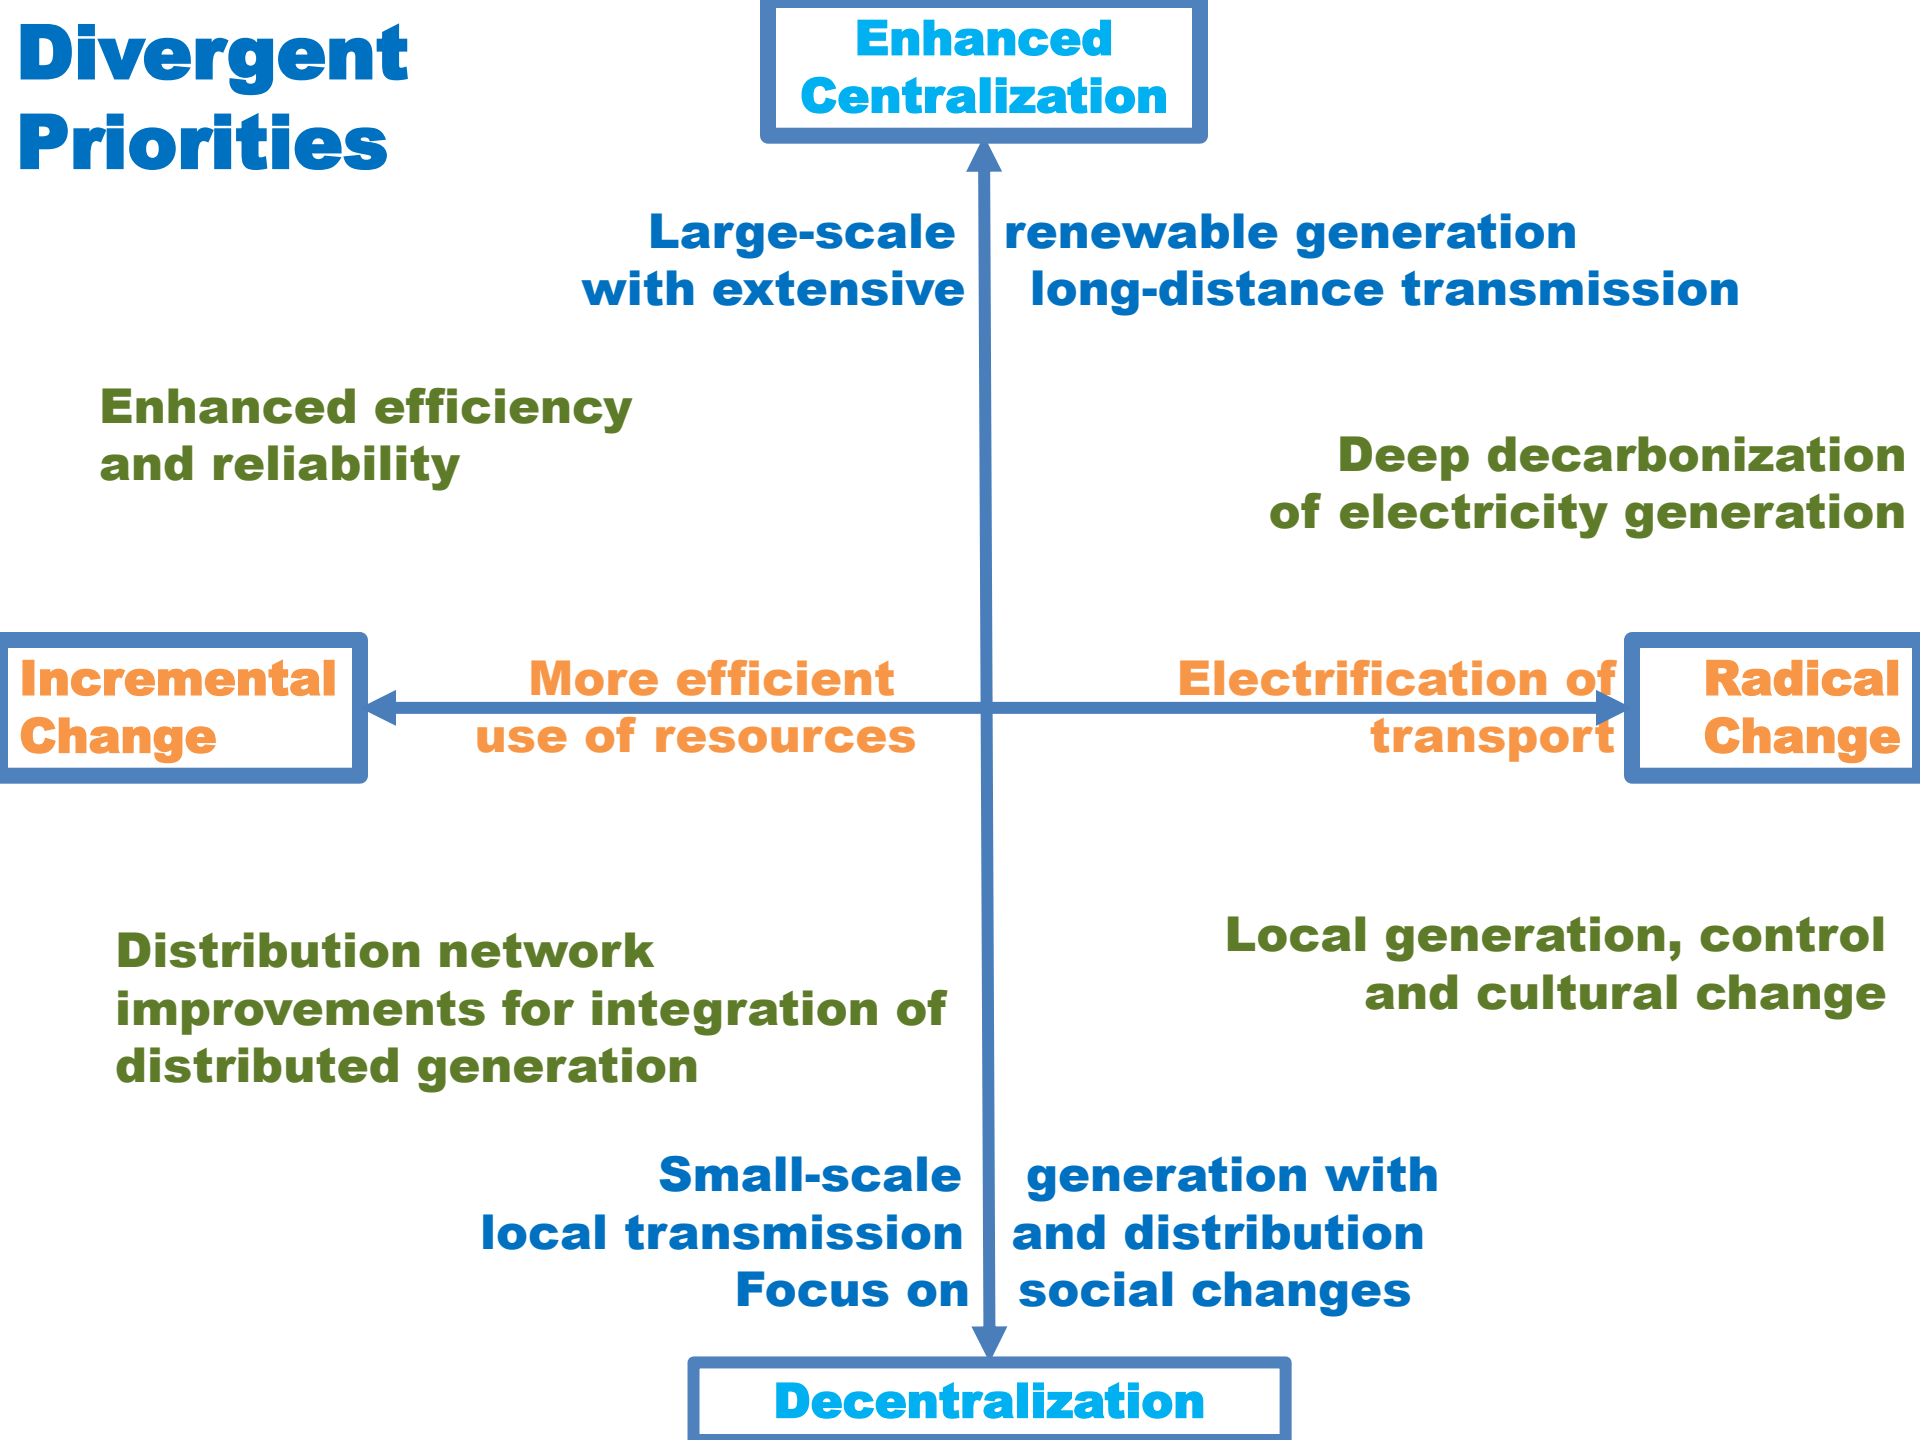 Divergent
Priorities
Enhanced
Centralization
Large-scale renewable generation
with extensive long-distance transmission
Enhanced efficiency
and reliability
Deep decarbonization
of electricity generation
Incremental
Change
More efficient
use of resources
Electrification of
transport
Radical
Change
Distribution network
improvements for integration of
distributed generation
Local generation, control
and cultural change
Small-scale generation with
local transmission and distribution
Focus on social changes
Decentralization